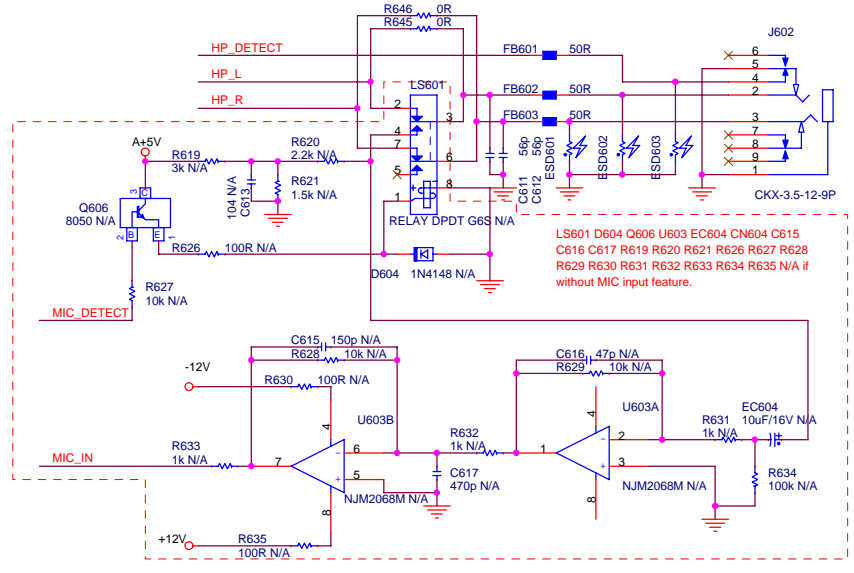 R646 0R
R645 0R
HP_DETECT
HP_L
HP_R
FB601 50R
FB602 50R
FB603 50R
J602
6
5
4
2
3
7
8
9
1
CKX-3.5-12-9P
LS601
2
4
7
5
1
3
6
8
+
RELAY DPDT G6S N/A
C611 56p
C612 56p
ESD601
ESD602
ESD603
A+5V
R619
3k N/A
R620
2.2k N/A
C613
104 N/A
R621
1.5k N/A
Q606
8050 N/A
3
C
2
B
E
1
R626 100R N/A
D604 1N4148 N/A
R627
10k N/A
MIC_DETECT
LS601 D604 Q606 U603 EC604 CN604 C615
C616 C617 R619 R620 R621 R626 R627 R628
R629 R630 R631 R632 R633 R634 R635 N/A if
without MIC input feature.
C615 150p N/A
R628 10k N/A
-12V
R630 100R N/A
U603B
4
7
6
5
8
-
+
NJM2068M N/A
R633
1k N/A
MIC_IN
+12V
R635
100R N/A
R632
1k N/A
C617
470p N/A
C616 47p N/A
R629 10k N/A
U603A
4
1
2
3
8
-
+
NJM2068M N/A
R631
1k N/A
EC604
10uF/16V N/A
+
R634
100k N/A